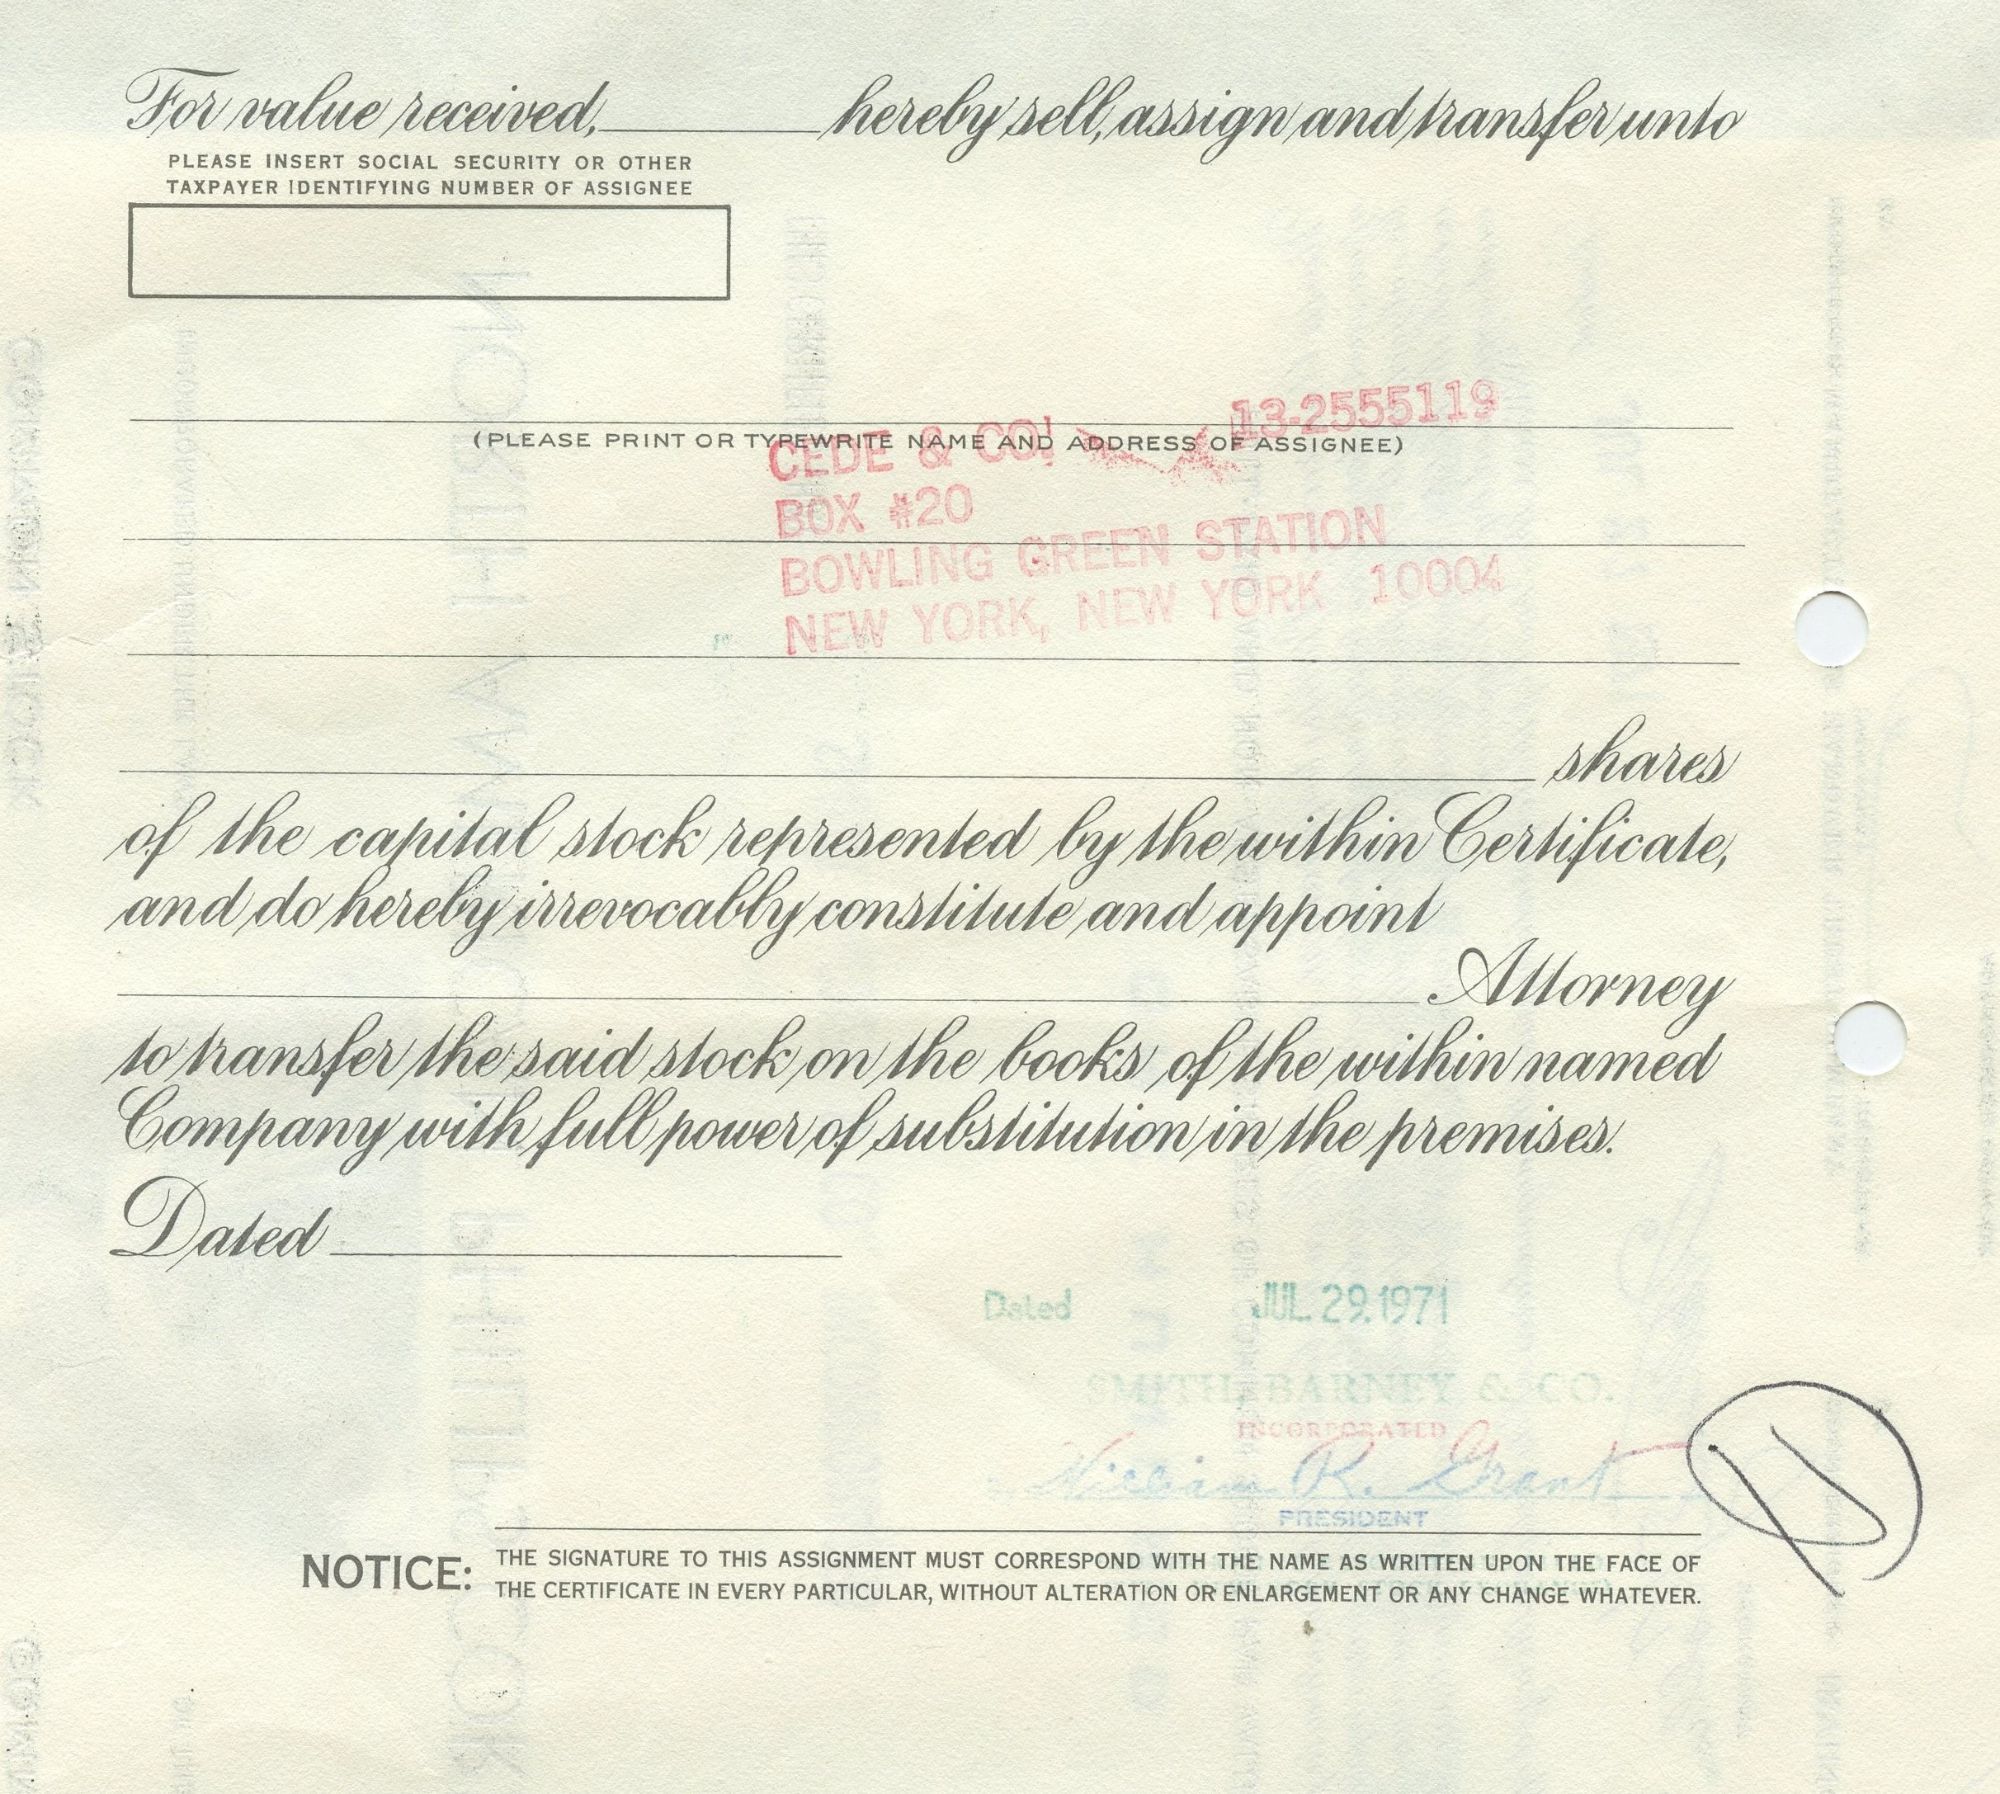 For value received, hereby sell, assign and transfer unto
PLEASE INSERT SOCIAL SECURITY OR OTHER
TAXPAYER IDENTIFYING NUMBER OF ASSIGNEE
13-2555119
(PLEASE PRINT OR TYPEWRITE NAME AND ADDRESS OF ASSIGNEE)
CEDE & CO.
BOX #20
BOWLING GREEN STATION
NEW YORK, NEW YORK 10004
shares
of the capital stock represented by the within Certificate,
and do hereby irrevocably constitute and appoint
Attorney
to transfer the said stock on the books of the within named
Company with full power of substitution in the premises.
Dated
Dated JUL 29.1971
SMITH, BARNEY & CO.
INCORPORATED
William R. Grant
PRESIDENT
NOTICE: THE SIGNATURE TO THIS ASSIGNMENT MUST CORRESPOND WITH THE NAME AS WRITTEN UPON THE FACE OF
THE CERTIFICATE IN EVERY PARTICULAR, WITHOUT ALTERATION OR ENLARGEMENT OR ANY CHANGE WHATEVER.